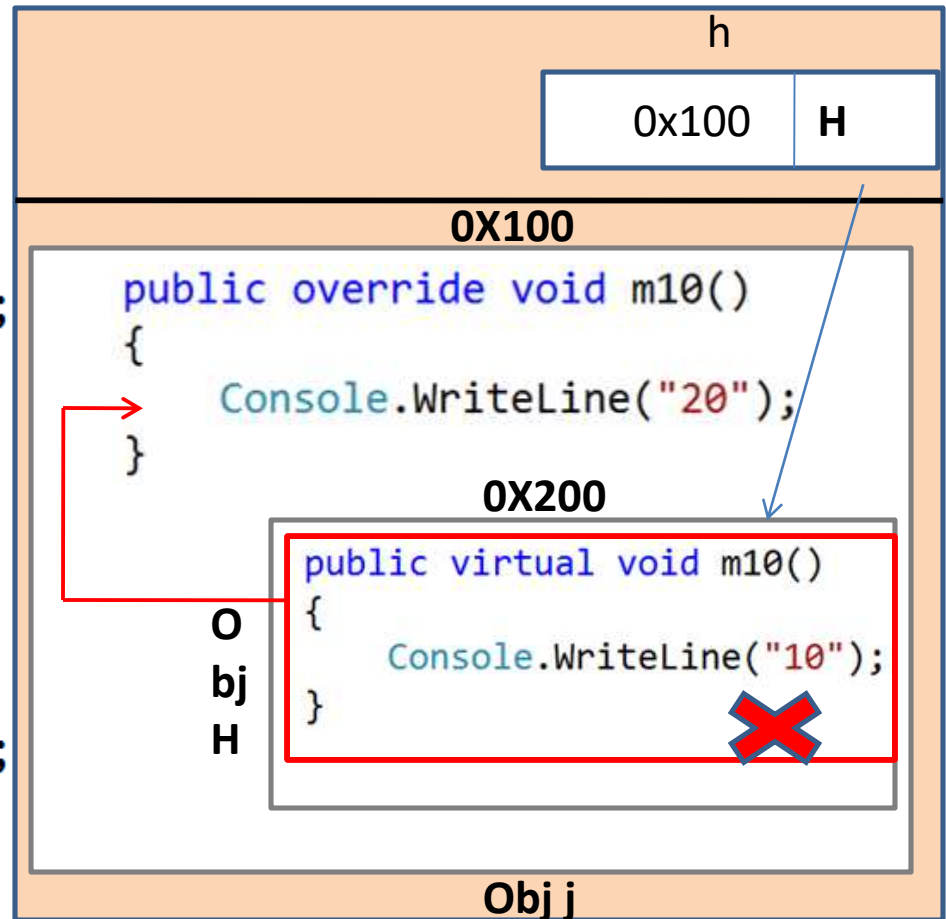 h
0x100 H
0X100
;
public override void m10()
{
Console.WriteLine("20");
}
0X200
public virtual void m10()
{
Console.WriteLine("10");
}
O
bj
H
;
Obj j